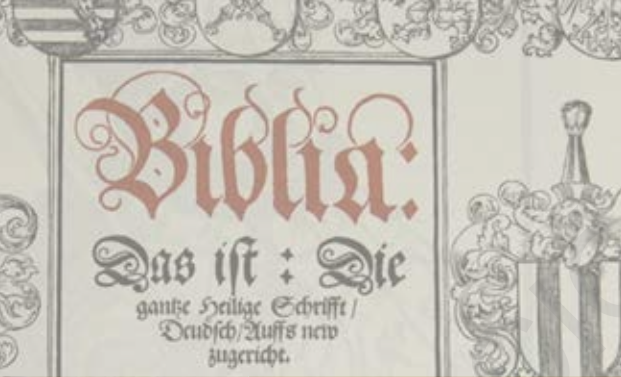 Biblia:
Das ist : Die
gantze Heilige Schrifft /
Deudsch/Auffs new
zugericht.